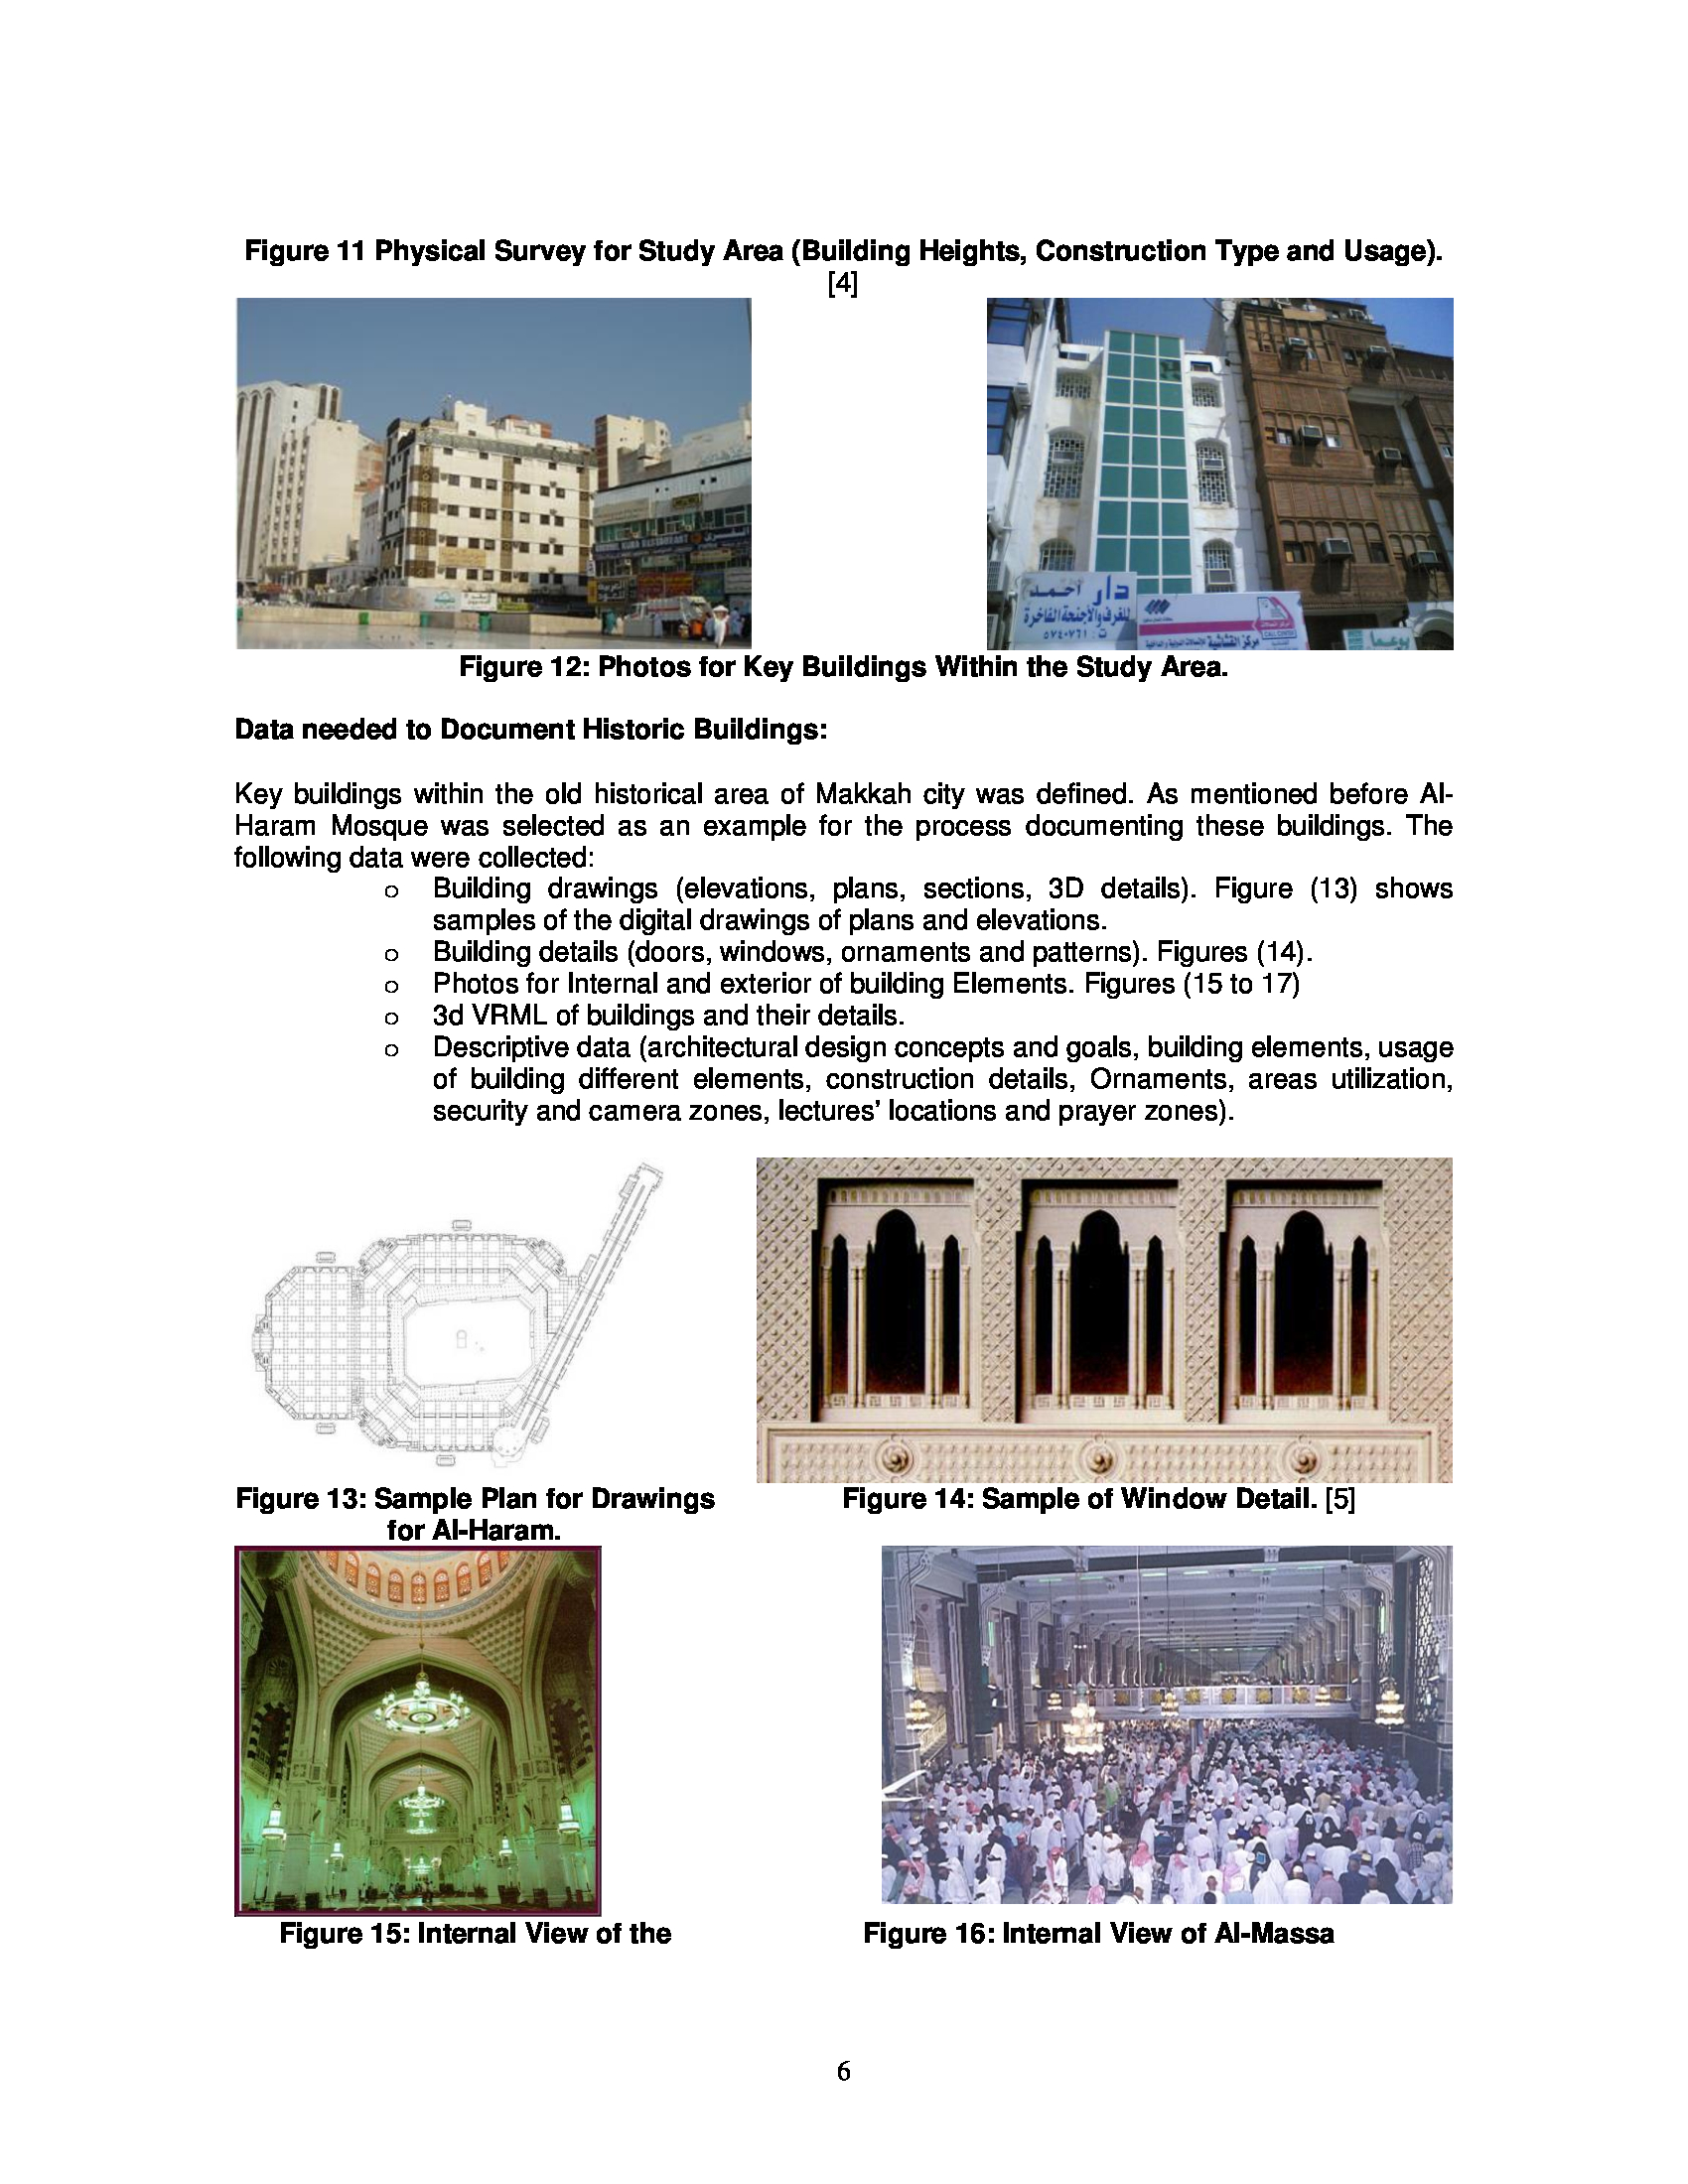 Figure 11 Physical Survey for Study Area (Building Heights, Construction Type and Usage).
[4]
دار احمد
للغرف والأجنحة الفاخرة
ت : ٥٧٤٠٧٦١
CALL CENTER
Figure 12: Photos for Key Buildings Within the Study Area.
Data needed to Document Historic Buildings:
Key buildings within the old historical area of Makkah city was defined. As mentioned before Al-
Haram Mosque was selected as an example for the process documenting these buildings. The
following data were collected:
o Building drawings (elevations, plans, sections, 3D details). Figure (13) shows
samples of the digital drawings of plans and elevations.
o Building details (doors, windows, ornaments and patterns). Figures (14).
o Photos for Internal and exterior of building Elements. Figures (15 to 17)
o 3d VRML of buildings and their details.
o Descriptive data (architectural design concepts and goals, building elements, usage
of building different elements, construction details, Ornaments, areas utilization,
security and camera zones, lectures’ locations and prayer zones).
Figure 13: Sample Plan for Drawings
for Al-Haram.
Figure 14: Sample of Window Detail. [5]
Figure 15: Internal View of the
Figure 16: Internal View of Al-Massa
6